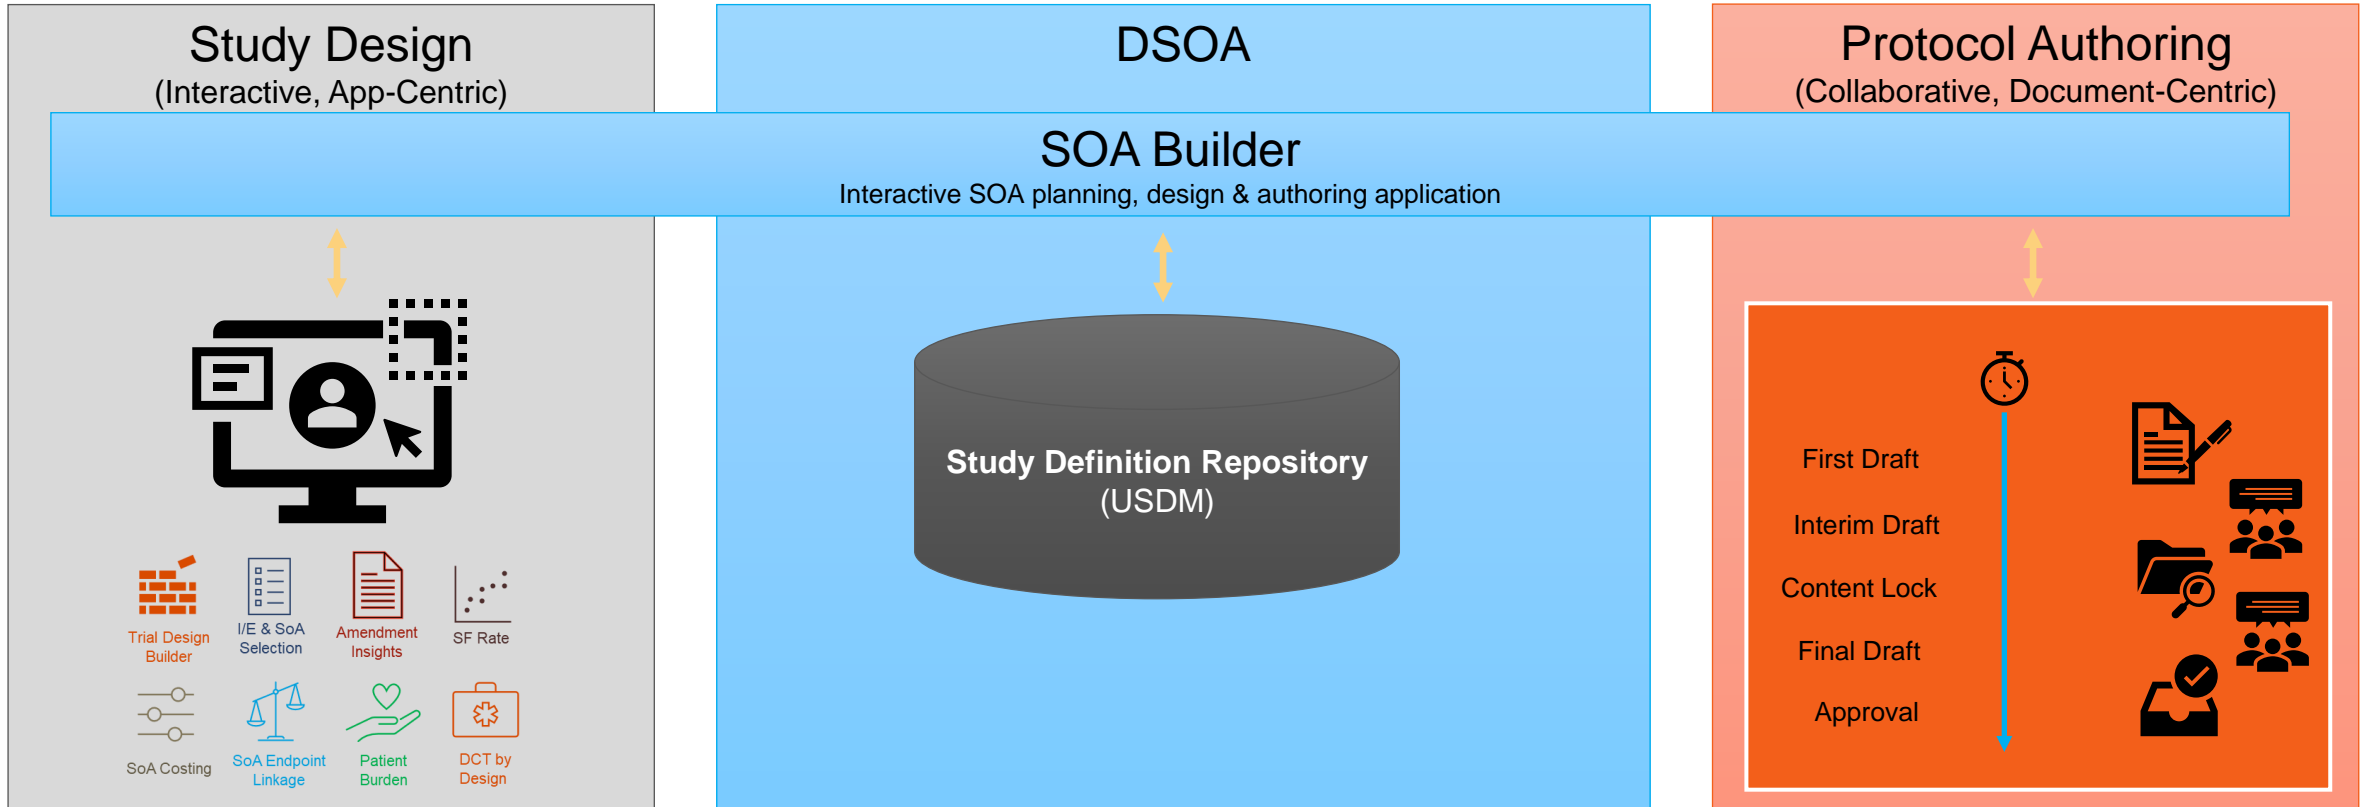 Study Design
(Interactive, App-Centric)
DSOA
Protocol Authoring
(Collaborative, Document-Centric)
SOA Builder
Interactive SOA planning, design & authoring application
Trial Design
Builder
I/E & SoA
Selection
Amendment
Insights
SF Rate
SoA Costing
SoA Endpoint
Linkage
Patient
Burden
DCT by
Design
Study Definition Repository
(USDM)
First Draft
Interim Draft
Content Lock
Final Draft
Approval